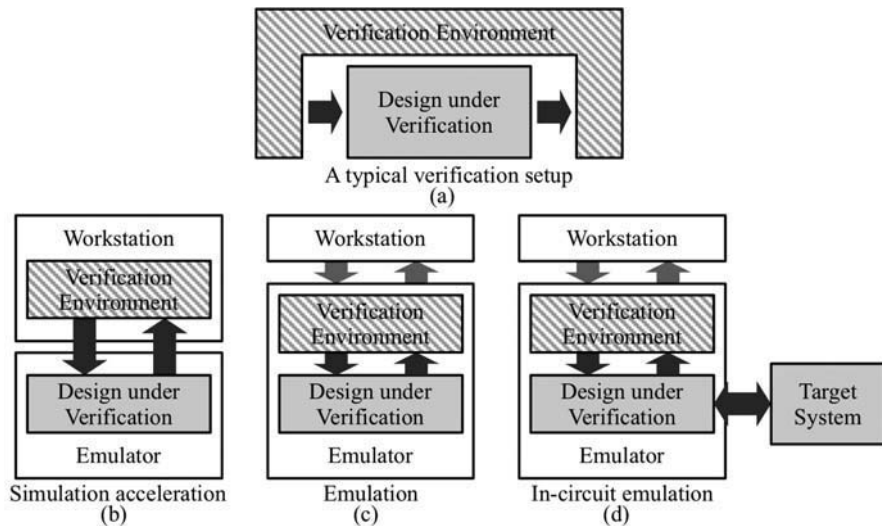 Verification Environment
Design under
Verification
A typical verification setup
(a)
Workstation
Verification
Environment
Design under
Verification
Emulator
Simulation acceleration
(b)
Workstation
Verification
Environment
Design under
Verification
Emulator
Emulation
(c)
Workstation
Verification
Environment
Design under
Verification
Emulator
In-circuit emulation
(d)
Target
System